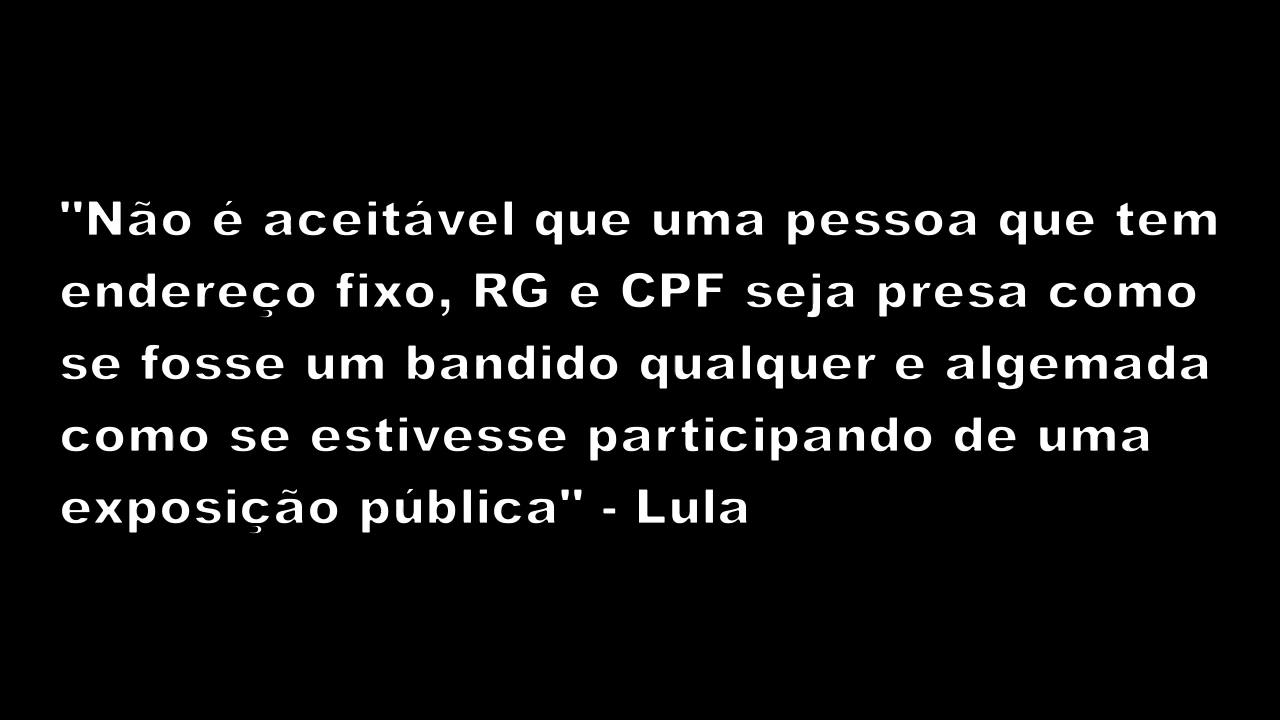 "Não é aceitável que uma pessoa que tem
endereço fixo, RG e CPF seja presa como
se fosse um bandido qualquer e algemada
como se estivesse participando de uma
exposição pública" - Lula